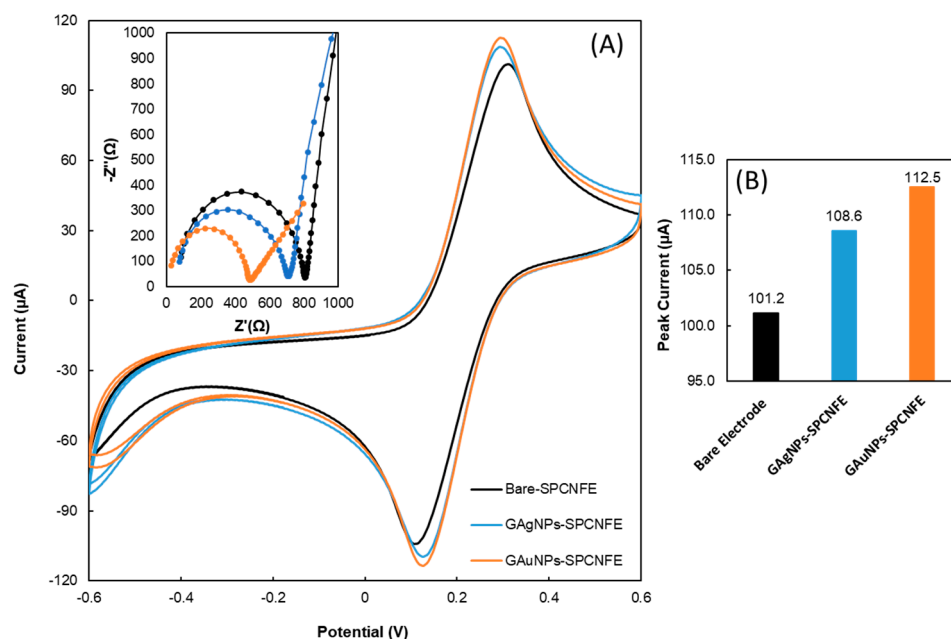 (A)
Current (µA)
120
90
60
30
0
-30
-60
-90
-120
-0.6
-0.4
-0.2
0
0.2
0.4
0.6
Potential (V)
-Z''(Ω)
1000
900
800
700
600
500
400
300
200
100
0
0 200 400 600 800 1000
Z'(Ω)
Bare-SPCNFE
GAgNPs-SPCNFE
GAuNPs-SPCNFE
(B)
Peak Current (µA)
115.0
110.0
105.0
100.0
95.0
101.2
108.6
112.5
Bare Electrode
GAgNPs-SPCNFE
GAuNPs-SPCNFE